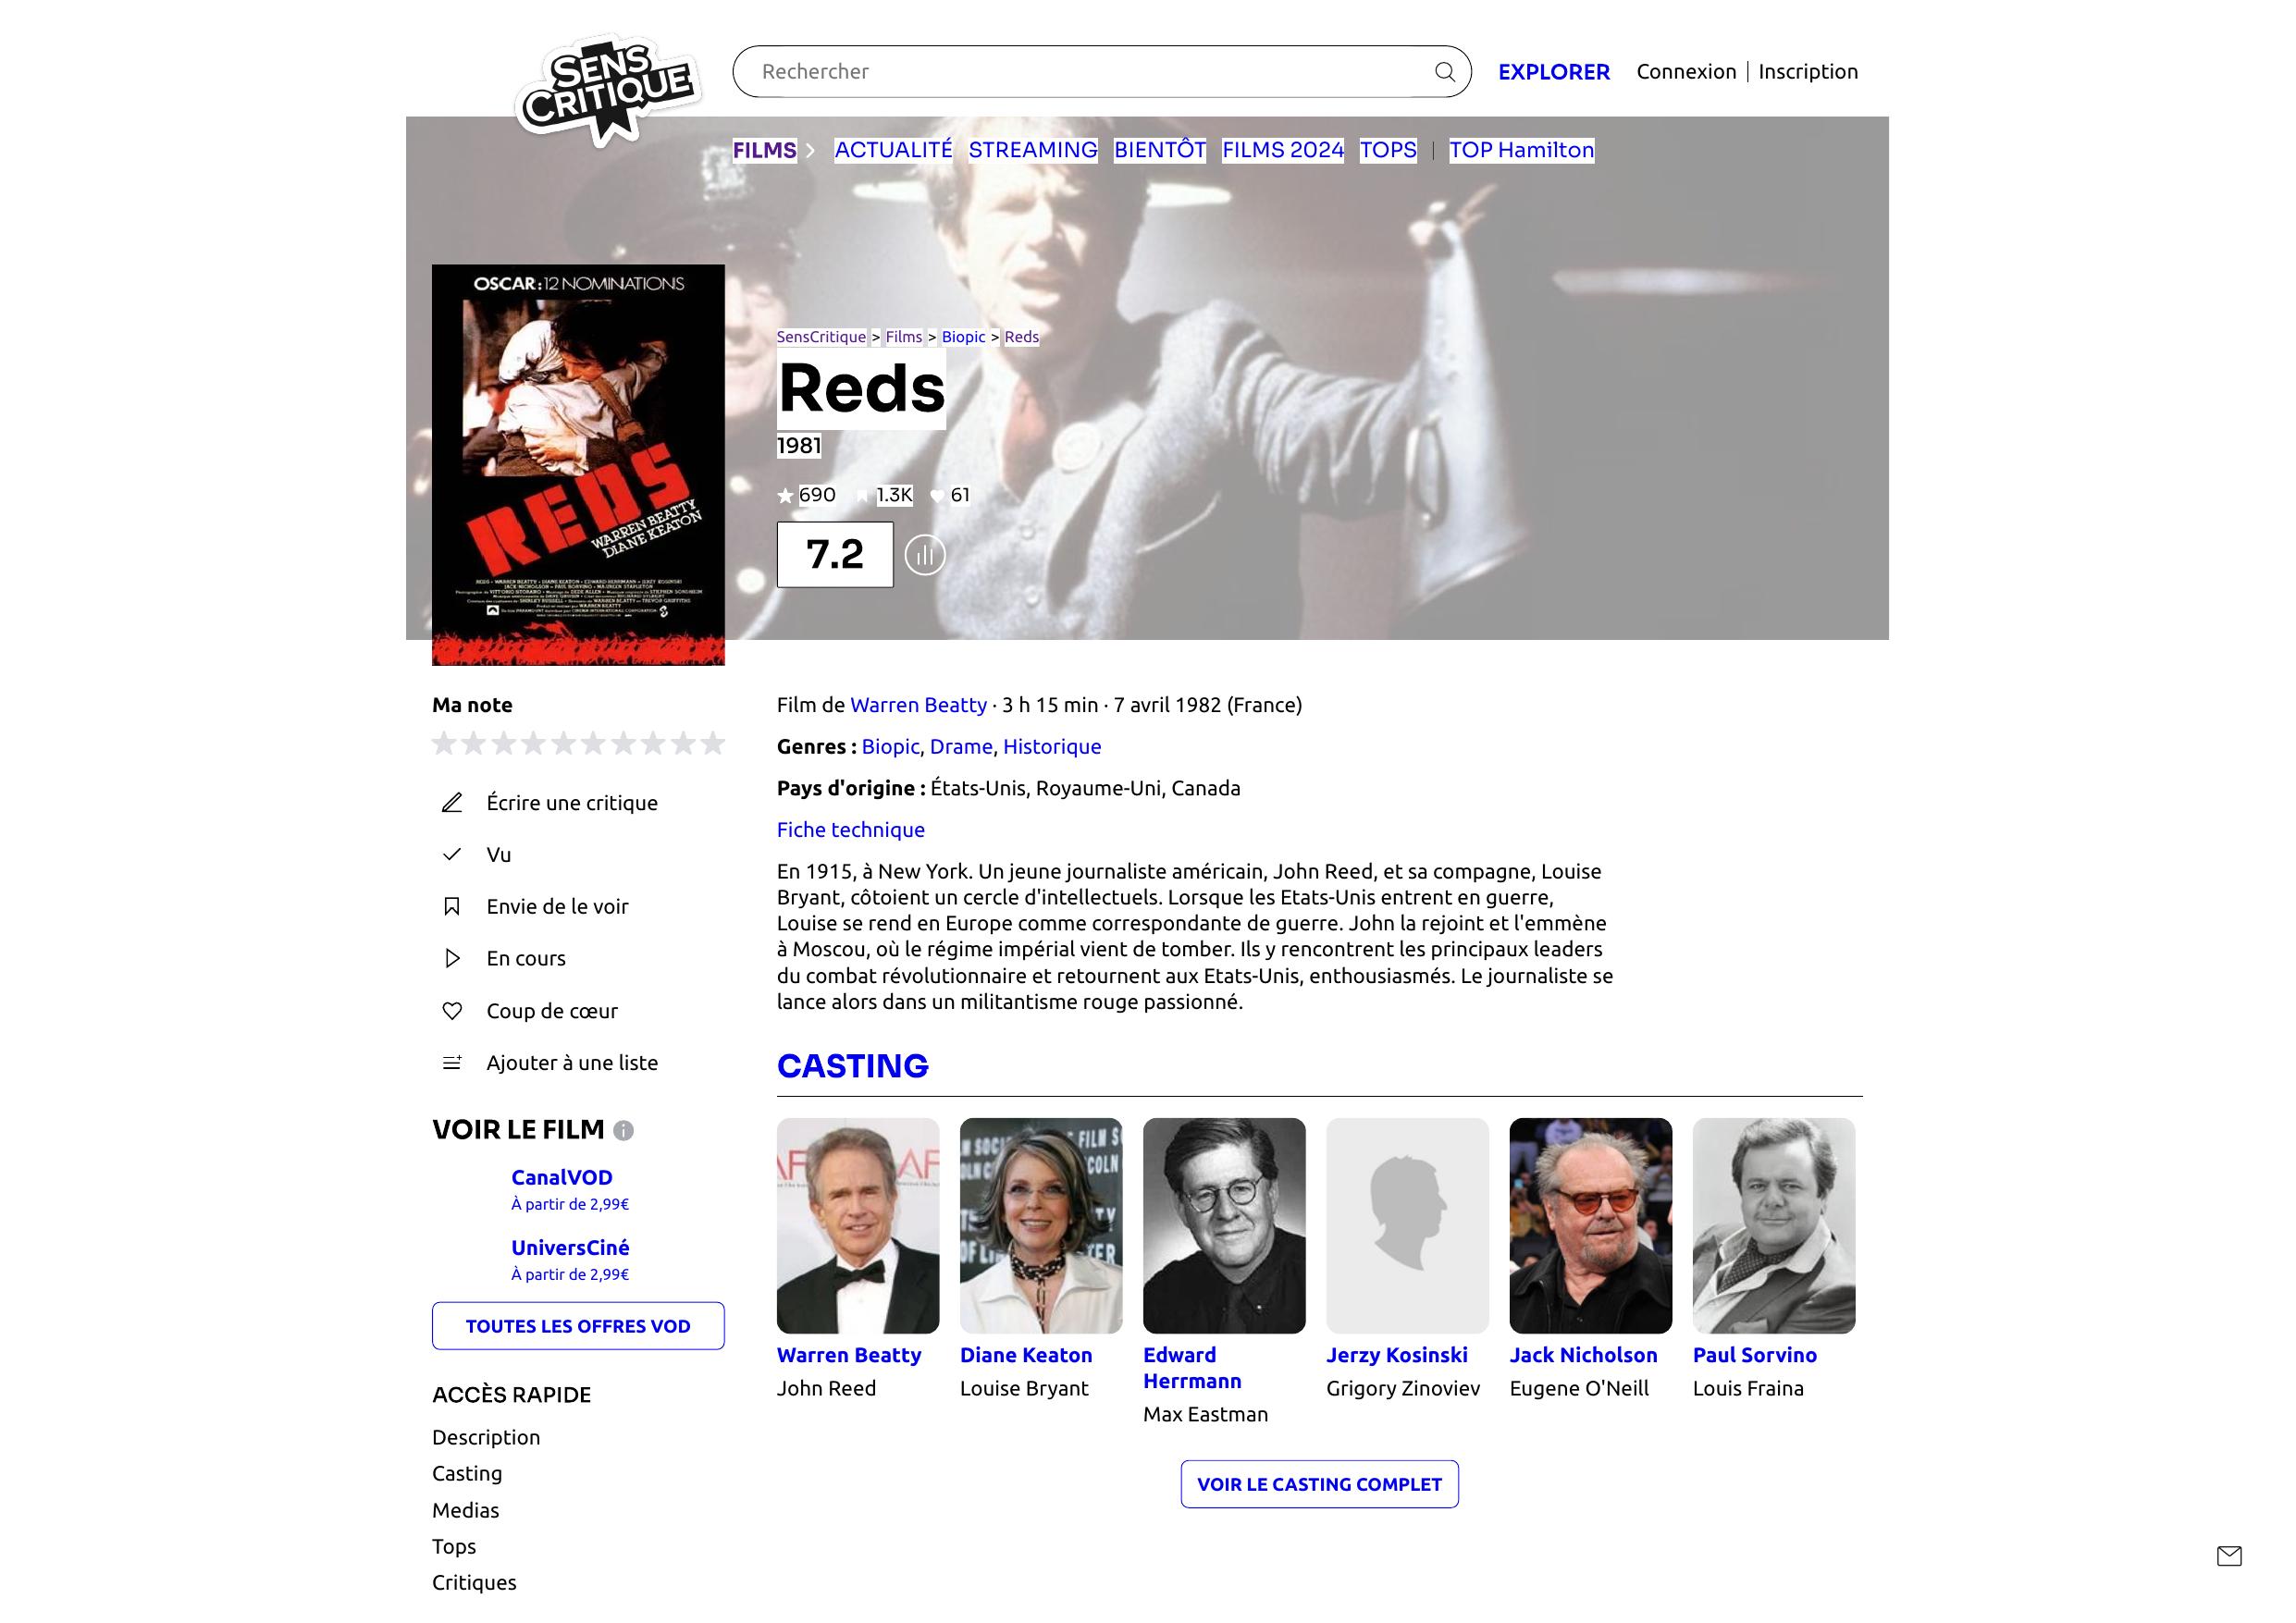 SENS
CRITIQUE
Rechercher
EXPLORER
Connexion | Inscription
FILMS
ACTUALITÉ
STREAMING
BIENTÔT
FILMS 2024
TOPS
TOP Hamilton
OSCAR: 12 NOMINATIONS
REDS
WARREN BEATTY
DIANE KEATON
SensCritique > Films > Biopic > Reds
Reds
1981
690 1.3K 61
7.2
Ma note
Écrire une critique
Vu
Envie de le voir
En cours
Coup de cœur
Ajouter à une liste
VOIR LE FILM
CanalVOD
À partir de 2,99€
UniversCiné
À partir de 2,99€
TOUTES LES OFFRES VOD
ACCÈS RAPIDE
Description
Casting
Medias
Tops
Critiques
Film de Warren Beatty · 3 h 15 min · 7 avril 1982 (France)
Genres : Biopic, Drame, Historique
Pays d'origine : États-Unis, Royaume-Uni, Canada
Fiche technique
En 1915, à New York. Un jeune journaliste américain, John Reed, et sa compagne, Louise
Bryant, côtoient un cercle d'intellectuels. Lorsque les Etats-Unis entrent en guerre,
Louise se rend en Europe comme correspondante de guerre. John la rejoint et l'emmène
à Moscou, où le régime impérial vient de tomber. Ils y rencontrent les principaux leaders
du combat révolutionnaire et retournent aux Etats-Unis, enthousiasmés. Le journaliste se
lance alors dans un militantisme rouge passionné.
CASTING
Warren Beatty
John Reed
Diane Keaton
Louise Bryant
Edward
Herrmann
Max Eastman
Jerzy Kosinski
Grigory Zinoviev
Jack Nicholson
Eugene O'Neill
Paul Sorvino
Louis Fraina
VOIR LE CASTING COMPLET